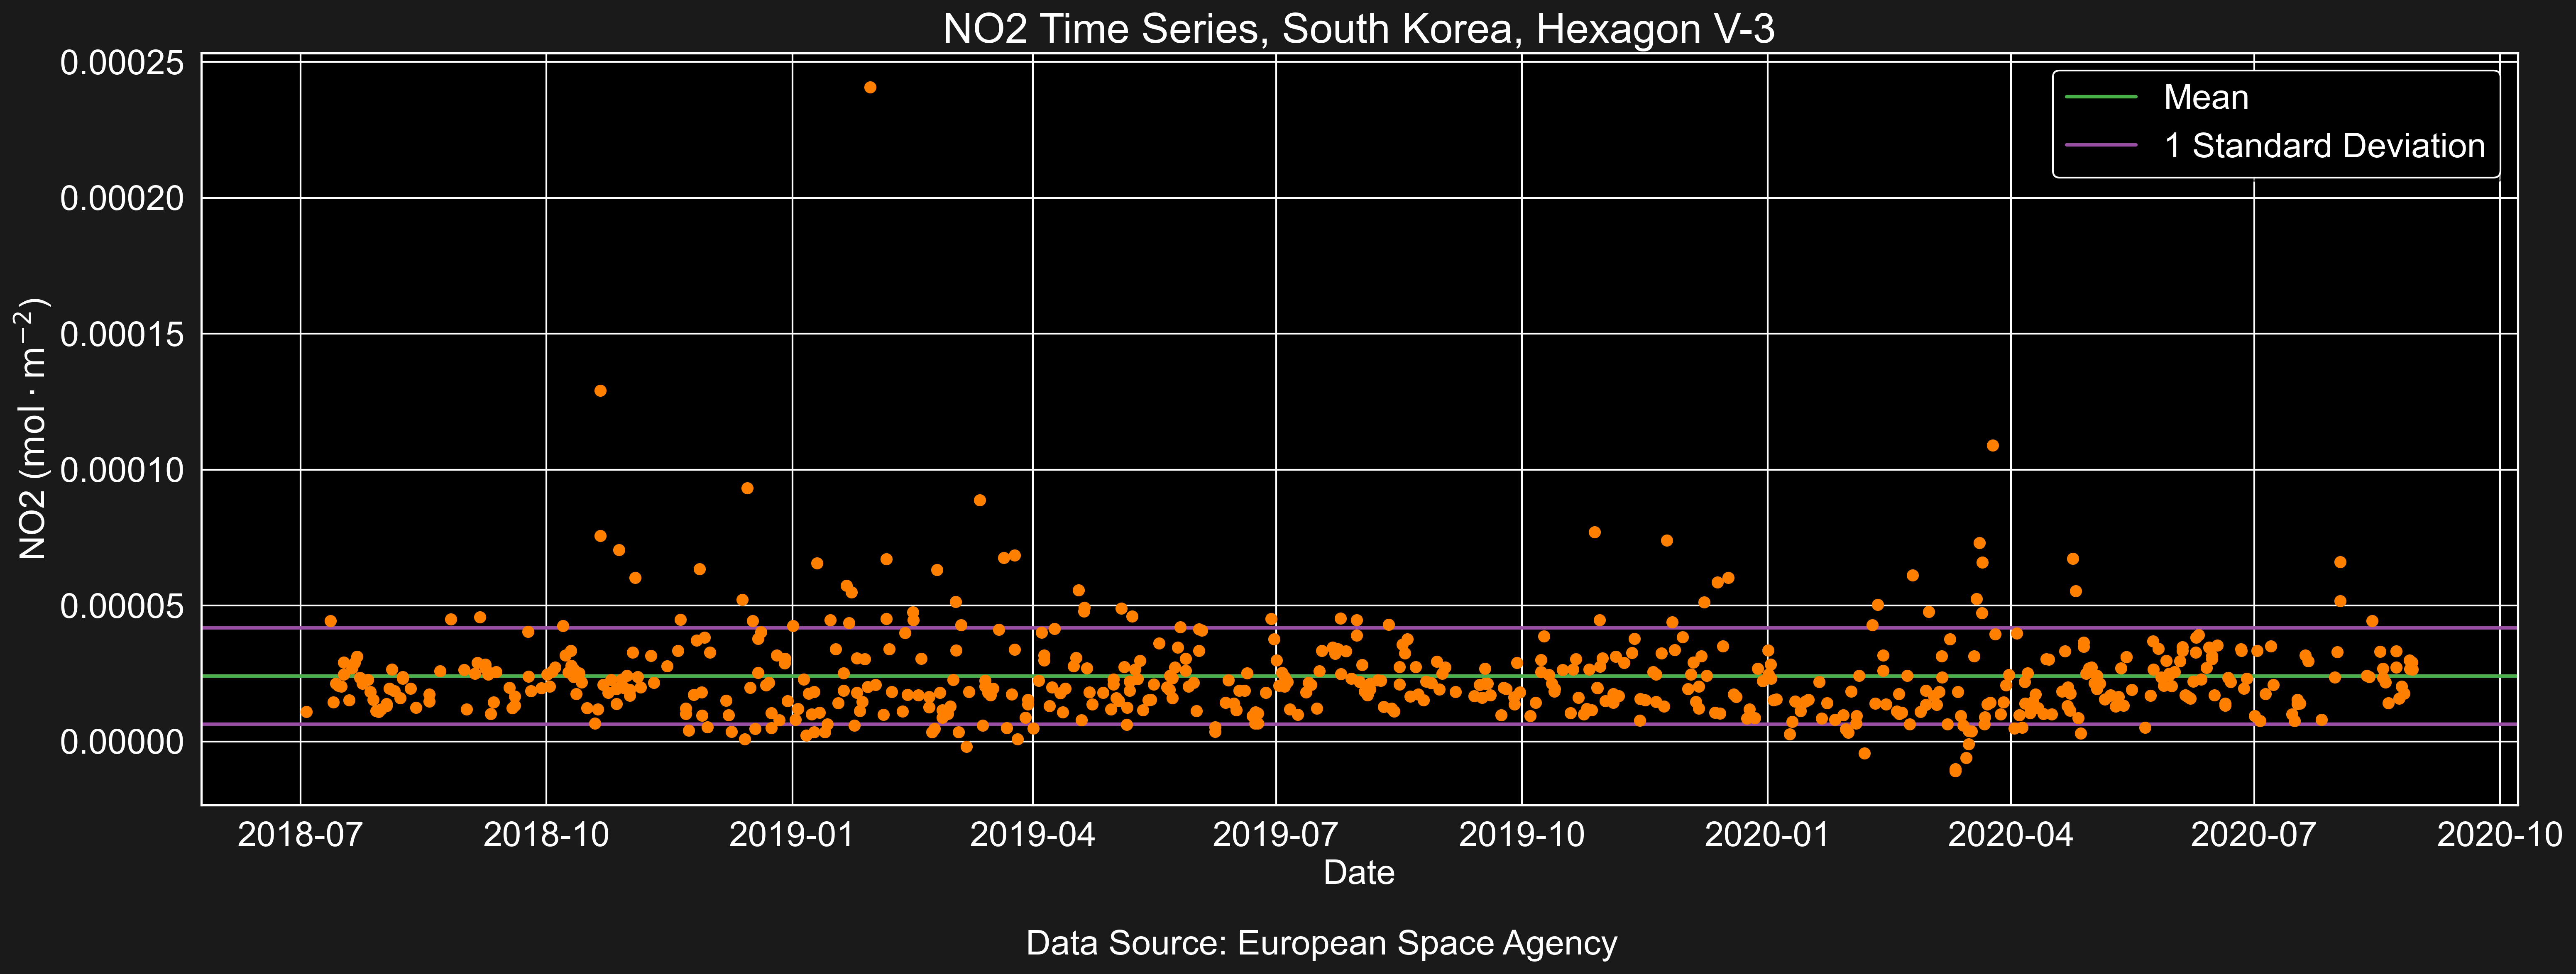 NO2 Time Series, South Korea, Hexagon V-3
0.00025
0.00020
0.00015
0.00010
0.00005
0.00000
NO2 (mol · m⁻²)
Mean
1 Standard Deviation
2018-07 2018-10 2019-01 2019-04 2019-07 2019-10 2020-01 2020-04 2020-07 2020-10
Date
Data Source: European Space Agency